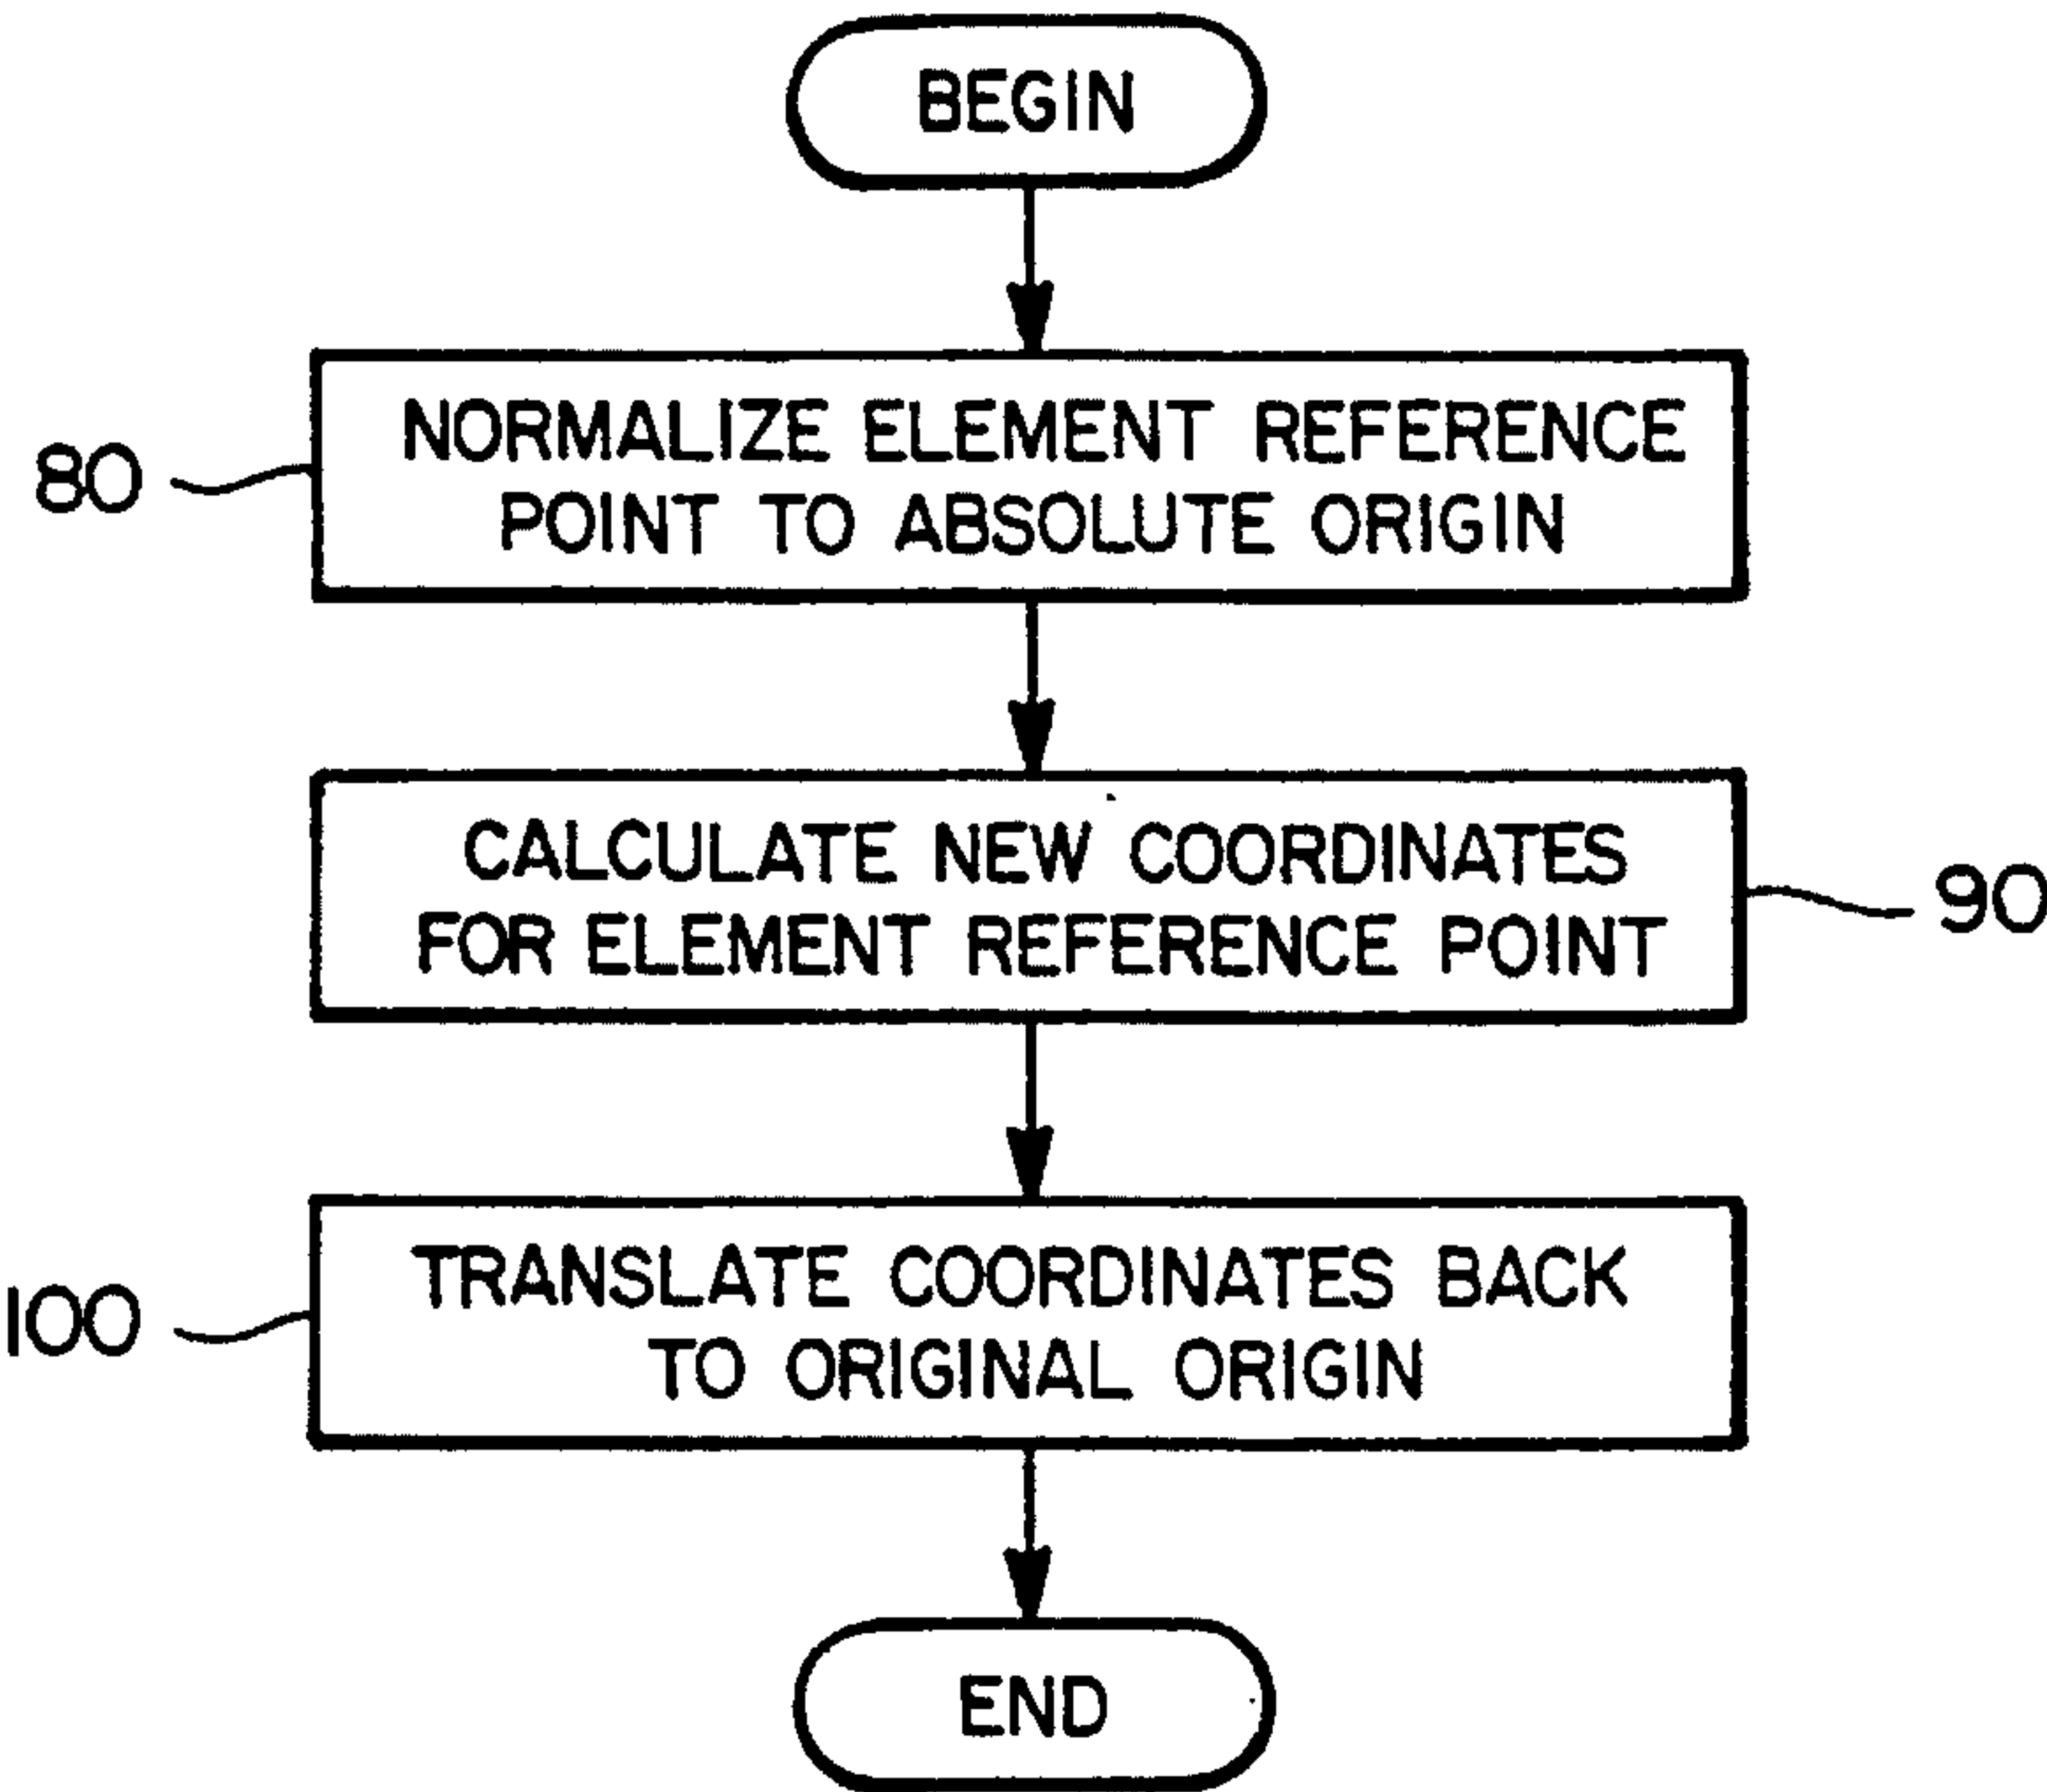 BEGIN
80
NORMALIZE ELEMENT REFERENCE
POINT TO ABSOLUTE ORIGIN
CALCULATE NEW COORDINATES
FOR ELEMENT REFERENCE POINT
90
100
TRANSLATE COORDINATES BACK
TO ORIGINAL ORIGIN
END